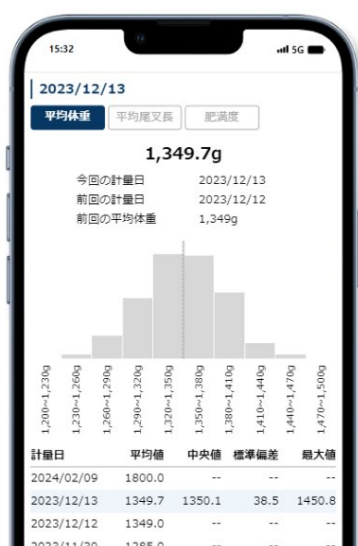 15:32
5G
2023/12/13
平均体重 平均尾叉長 肥満度
1,349.7g
今回の計量日 2023/12/13
前回の計量日 2023/12/12
前回の平均体重 1,349g
1,200~1,230g
1,230~1,260g
1,260~1,290g
1,290~1,320g
1,320~1,350g
1,350~1,380g
1,380~1,410g
1,410~1,440g
1,440~1,470g
1,470~1,500g
計量日 平均値 中央値 標準偏差 最大値
2024/02/09 1800.0 -- -- --
2023/12/13 1349.7 1350.1 38.5 1450.8
2023/12/12 1349.0 -- -- --